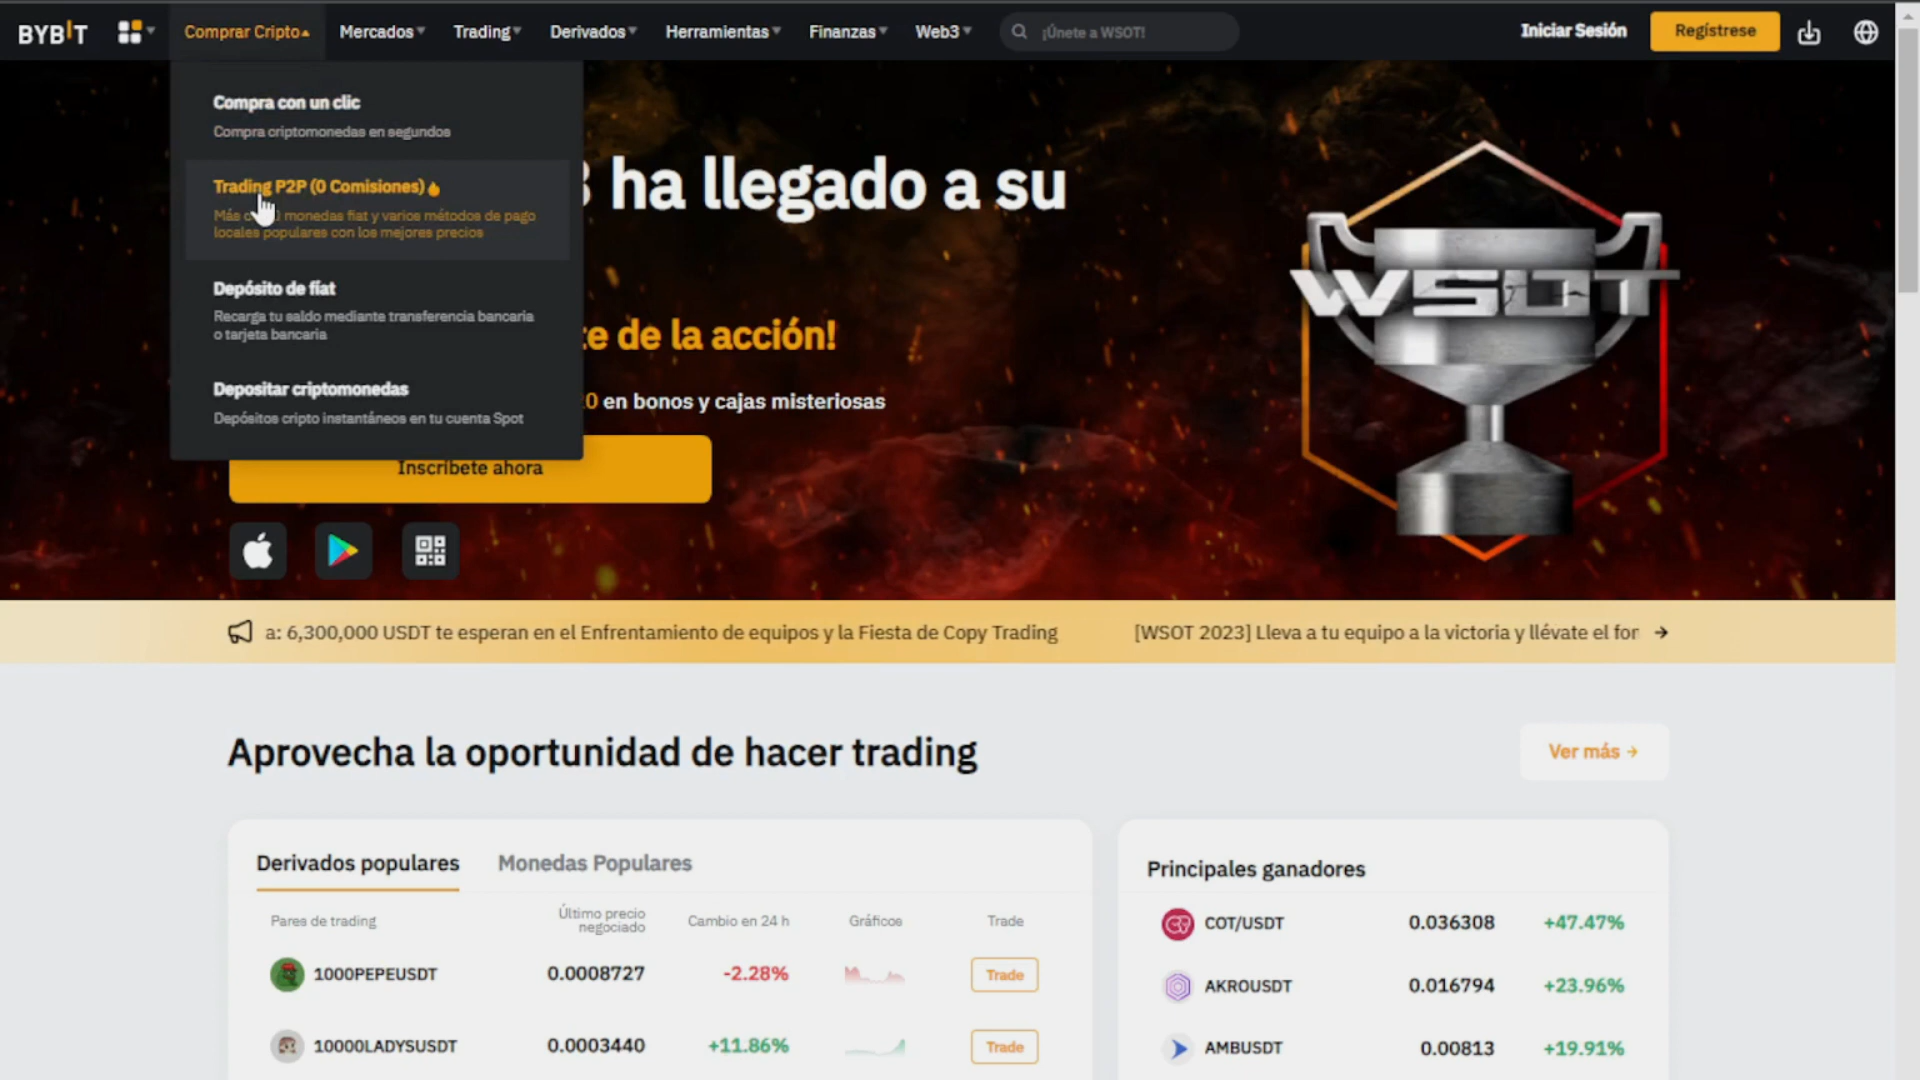 BYBIT
Comprar Cripto
Mercados
Trading
Derivados
Herramientas
Finanzas
Web3
¡Únete a WSOT!
Iniciar Sesión
Regístrese
Compra con un clic
Compra criptomonedas en segundos
Trading P2P (0 Comisiones)
Más monedas fiat y varios métodos de pago
locales populares con los mejores precios
Depósito de fíat
Recarga tu saldo mediante transferencia bancaria
o tarjeta bancaria
Depositar criptomonedas
Depósitos cripto instantáneos en tu cuenta Spot
ha llegado a su
de la acción!
en bonos y cajas misteriosas
Inscríbete ahora
WSOT
a: 6,300,000 USDT te esperan en el Enfrentamiento de equipos y la Fiesta de Copy Trading
[WSOT 2023] Lleva a tu equipo a la victoria y llévate el for
Aprovecha la oportunidad de hacer trading
Ver más
Derivados populares
Monedas Populares
Pares de trading
Último precio
negociado
Cambio en 24 h
Gráficos
Trade
1000PEPEUSDT
0.0008727
-2.28%
Trade
10000LADYSUSDT
0.0003440
+11.86%
Trade
Principales ganadores
COT/USDT
0.036308
+47.47%
AKROUSDT
0.016794
+23.96%
AMBUSDT
0.00813
+19.91%